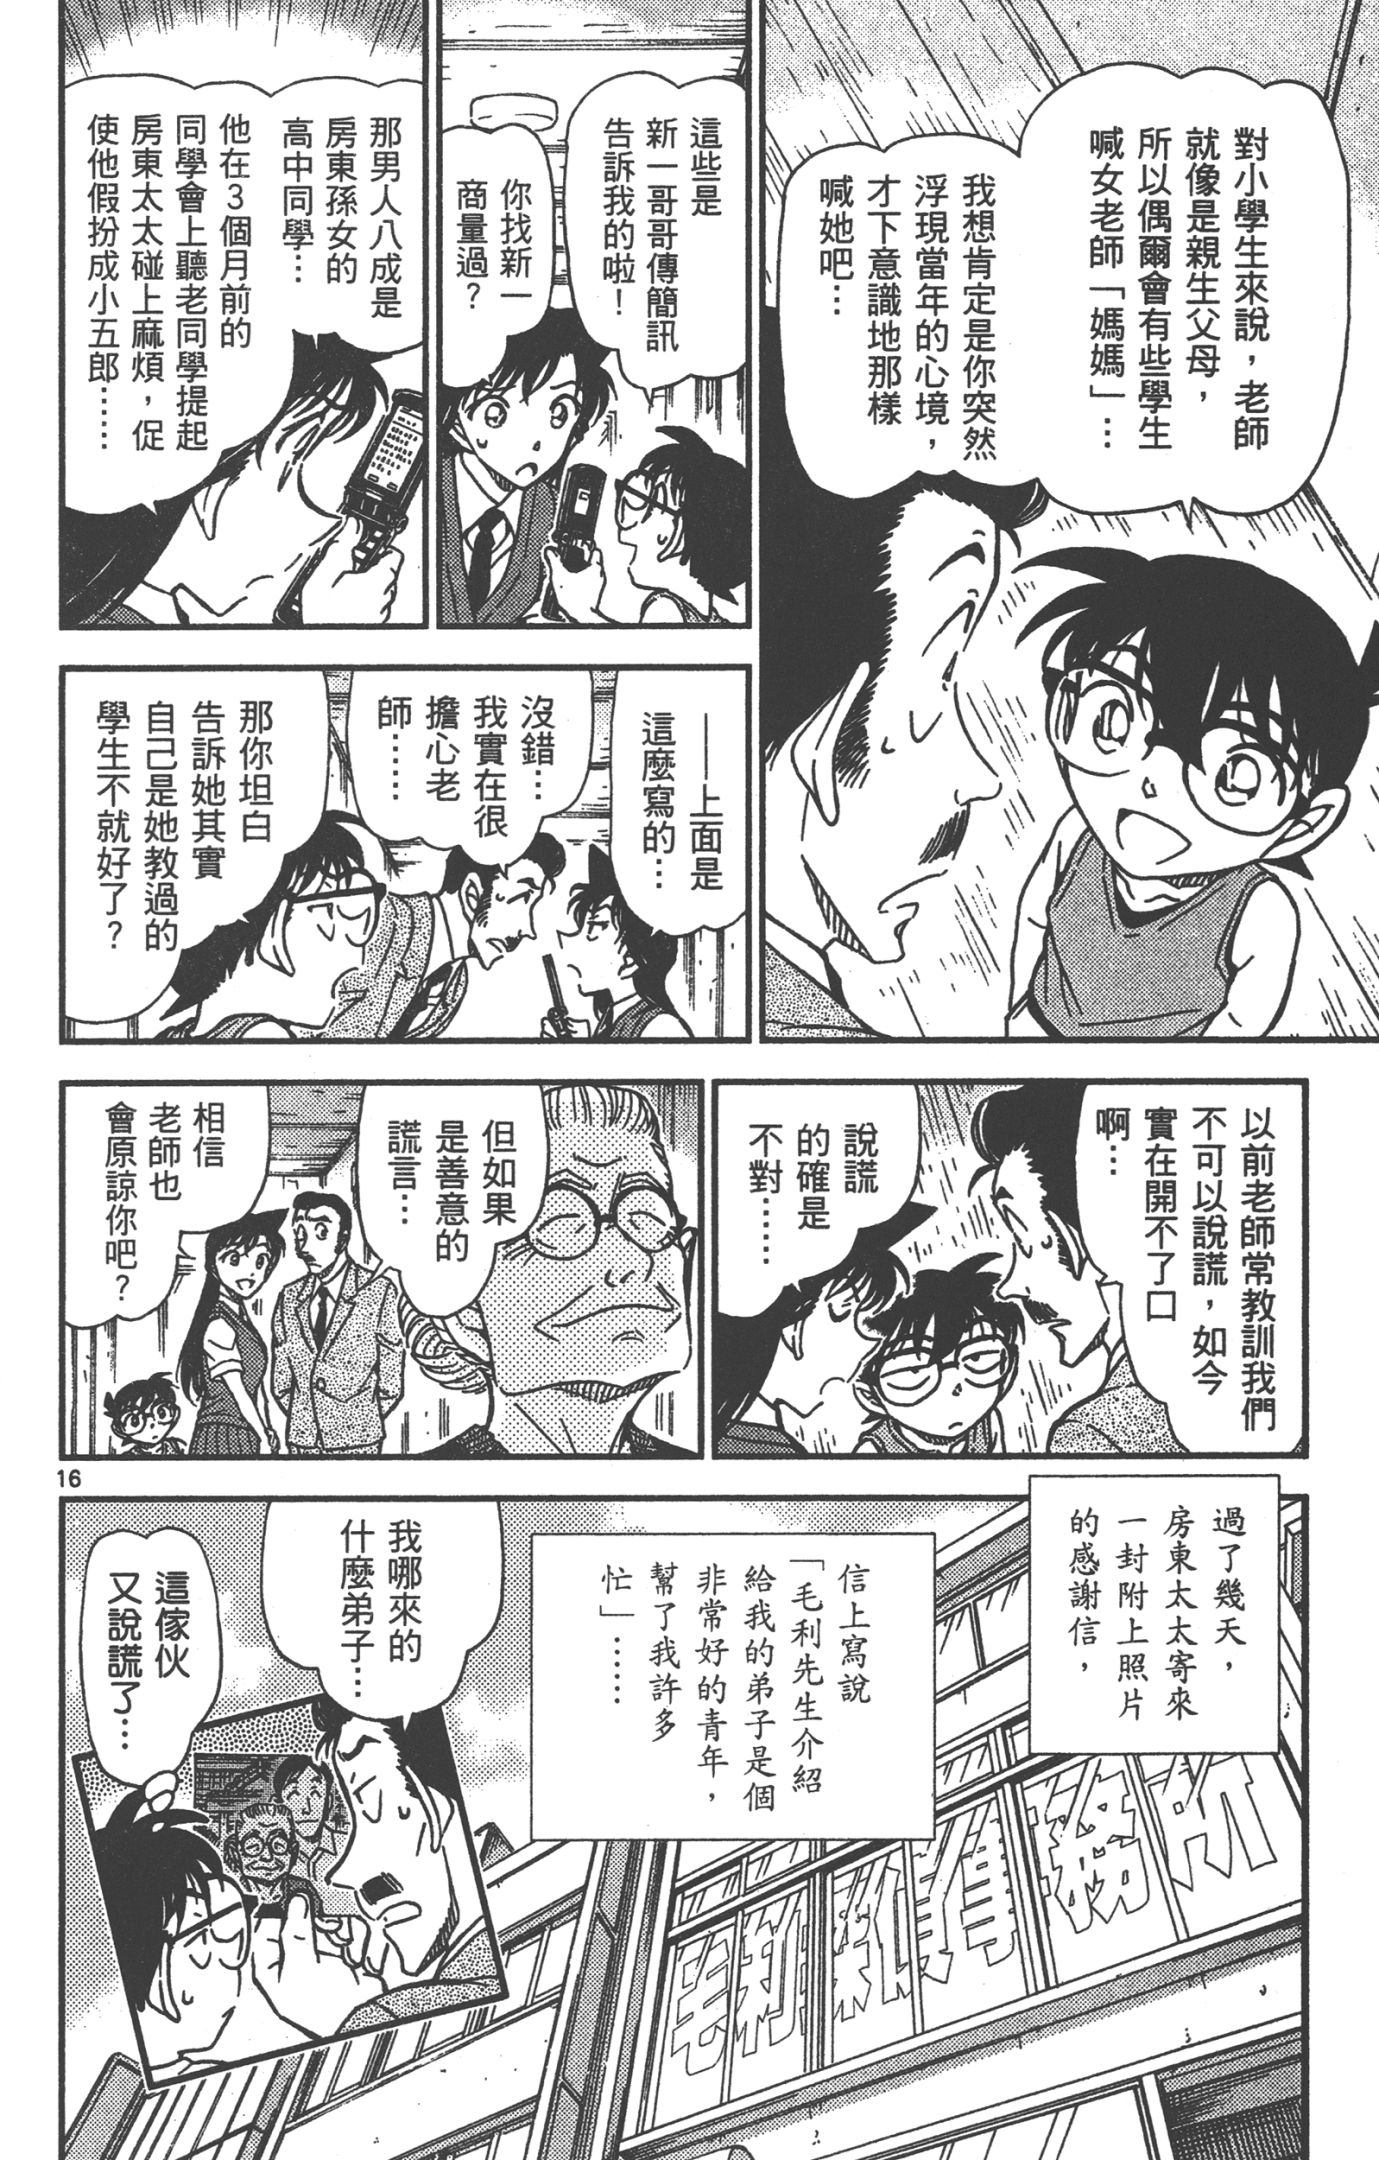 對小學生來說，老師
就像是親生父母，
所以偶爾會有些學生
喊女老師「媽媽」…
我想肯定是你突然
浮現當年的心境，
才下意識地那樣
喊她吧…
這些是
新一哥哥傳簡訊
告訴我的啦！
你找新一
商量過？
那男人八成是
房東孫女的
高中同學…
他在3個月前的
同學會上聽老同學提起
房東太太碰上麻煩，促
使他假扮成小五郎……
——上面是
這麼寫的…
沒錯…
我實在很
擔心老
師……
那你坦白
告訴她其實
自己是她教過的
學生不就好了？
以前老師常教訓我們
不可以說謊，如今
實在開不了口
啊…
說謊
的確是
不對……
但如果
是善意的
謊言…
相信
老師也
會原諒你吧？
16
過了幾天，
房東太太寄來
一封附上照片
的感謝信，
信上寫說
「毛利先生介紹
給我的弟子是個
非常好的青年，
幫了我許多
忙」……
毛利偵探事務所
我哪來的
什麼弟子…
這傢伙
又說謊了…